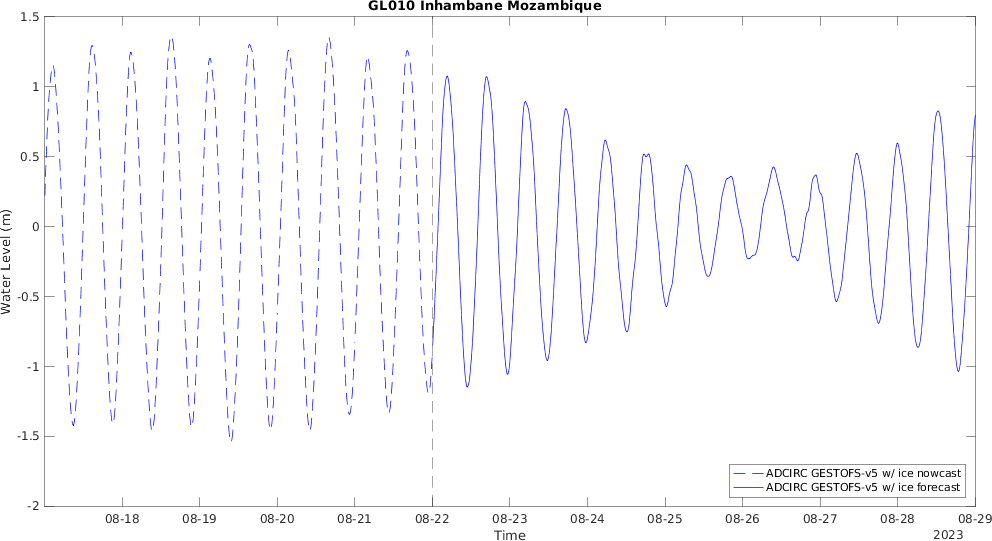 GL010 Inhambane Mozambique
1.5
1
0.5
0
-0.5
-1
-1.5
-2
Water Level (m)
08-18 08-19 08-20 08-21 08-22 08-23 08-24 08-25 08-26 08-27 08-28 08-29
Time
2023
ADCIRC GESTOFS-v5 w/ ice nowcast
ADCIRC GESTOFS-v5 w/ ice forecast